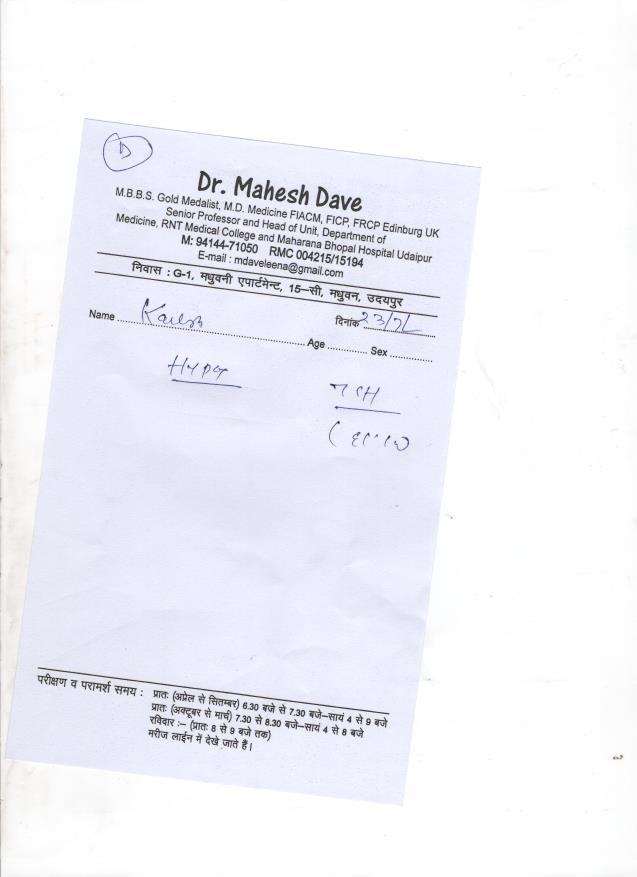 D
Dr. Mahesh Dave
M.B.B.S. Gold Medalist, M.D. Medicine FIACM, FICP, FRCP Edinburg UK
Senior Professor and Head of Unit, Department of
Medicine, RNT Medical College and Maharana Bhopal Hospital Udaipur
M: 94144-71050 RMC 004215/15194
E-mail : mdaveleena@gmail.com
निवास : G-1, मधुवनी एपार्टमेन्ट, 15–सी, मधुवन, उदयपुर
Name दिनांक 23/7/
Age Sex
TSH
परीक्षण व परामर्श समय : प्रातः (अप्रेल से सितम्बर) 6.30 बजे से 7.30 बजे–सायं 4 से 9 बजे
प्रातः (अक्टूबर से मार्च) 7.30 से 8.30 बजे–सायं 4 से 8 बजे
रविवार :– (प्रातः 8 से 9 बजे तक)
मरीज लाईन में देखे जाते हैं।